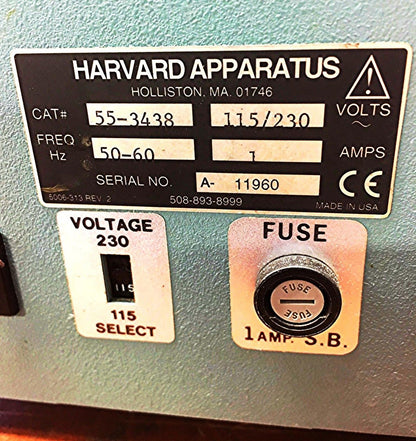 HARVARD APPARATUS
HOLLISTON, MA. 01746
CAT# 55-3438 115/230 VOLTS ~
FREQ Hz 50-60 1 AMPS
SERIAL NO. A- 11960 CE
5006-313 REV. 2 508-893-8999 MADE IN USA
VOLTAGE
230
115
115
SELECT
FUSE
FUSE
FUSE
1 AMP. S.B.